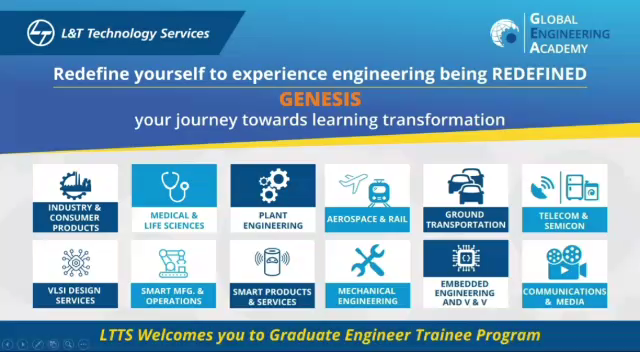 L&T Technology Services
GLOBAL
ENGINEERING
ACADEMY
Redefine yourself to experience engineering being REDEFINED
GENESIS
your journey towards learning transformation
INDUSTRY &
CONSUMER
PRODUCTS
MEDICAL &
LIFE SCIENCES
PLANT
ENGINEERING
AEROSPACE & RAIL
GROUND
TRANSPORTATION
TELECOM &
SEMICON
VLSI DESIGN
SERVICES
SMART MFG. &
OPERATIONS
SMART PRODUCTS
& SERVICES
MECHANICAL
ENGINEERING
EMBEDDED
ENGINEERING
AND V & V
COMMUNICATIONS
& MEDIA
LTTS Welcomes you to Graduate Engineer Trainee Program